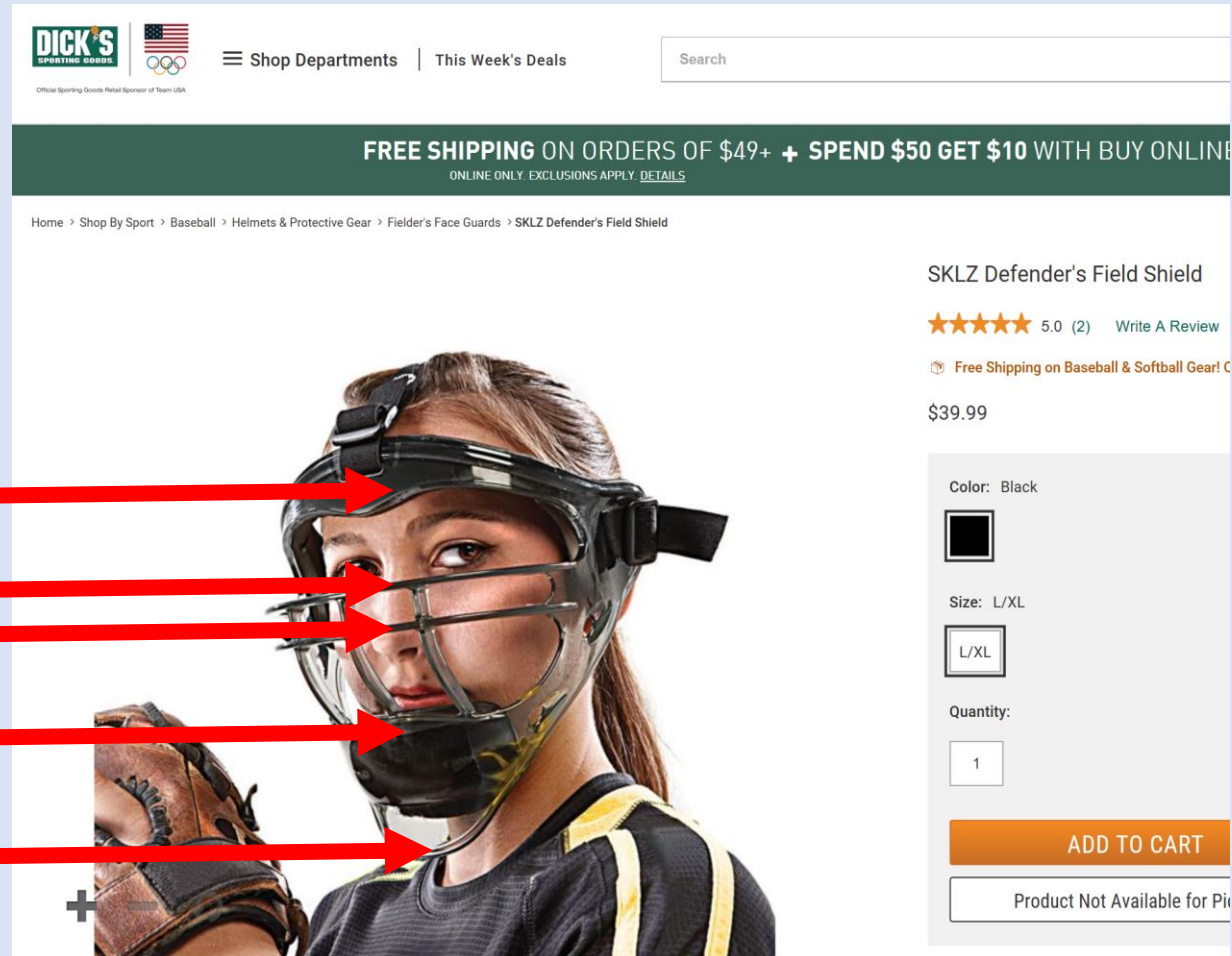 DICK'S
SPORTING GOODS
Official Sporting Goods Retail Sponsor of Team USA
Shop Departments | This Week's Deals
Search
FREE SHIPPING ON ORDERS OF $49+ + SPEND $50 GET $10 WITH BUY ONLINE
ONLINE ONLY. EXCLUSIONS APPLY. DETAILS
Home > Shop By Sport > Baseball > Helmets & Protective Gear > Fielder's Face Guards > SKLZ Defender's Field Shield
SKLZ Defender's Field Shield
5.0 (2) Write A Review
Free Shipping on Baseball & Softball Gear!
$39.99
Color: Black
Size: L/XL
L/XL
Quantity:
1
ADD TO CART
Product Not Available for